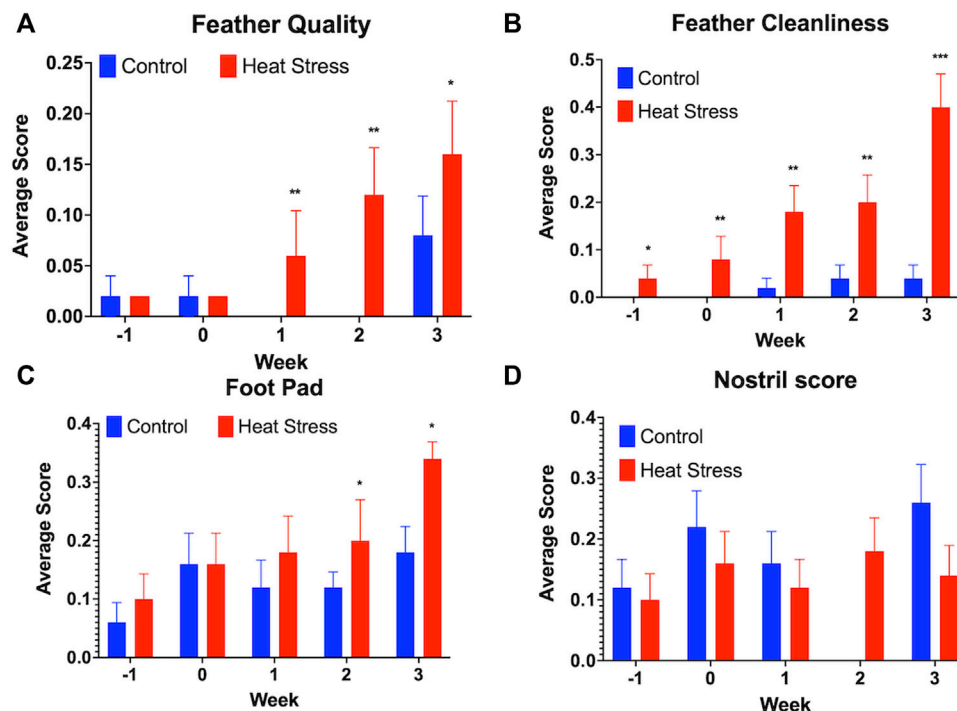 A
Feather Quality
Control Heat Stress
Average Score
0.25
0.20
0.15
0.10
0.05
0.00
** ** *
-1 0 1 2 3
Week
B
Feather Cleanliness
Control
Heat Stress
Average Score
0.5
0.4
0.3
0.2
0.1
0.0
* ** ** ** ***
-1 0 1 2 3
Week
C
Foot Pad
Control Heat Stress
Average Score
0.4
0.3
0.2
0.1
0.0
* *
-1 0 1 2 3
Week
D
Nostril score
Control
Heat Stress
Average Score
0.4
0.3
0.2
0.1
0.0
-1 0 1 2 3
Week